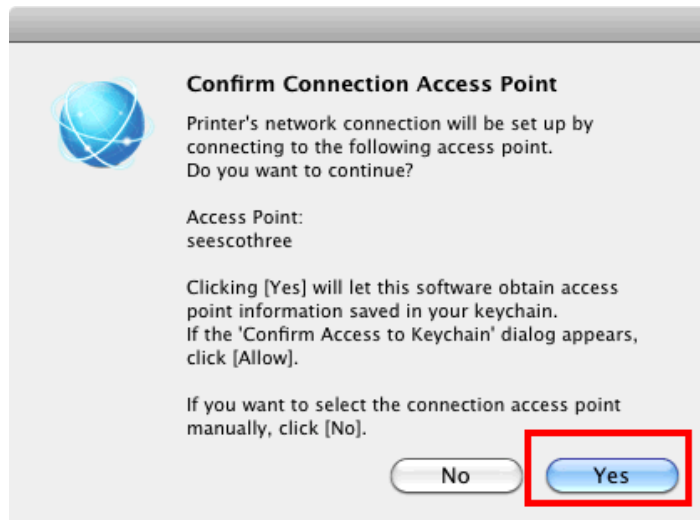 Confirm Connection Access Point
Printer's network connection will be set up by
connecting to the following access point.
Do you want to continue?
Access Point:
seescothree
Clicking [Yes] will let this software obtain access
point information saved in your keychain.
If the 'Confirm Access to Keychain' dialog appears,
click [Allow].
If you want to select the connection access point
manually, click [No].
No
Yes